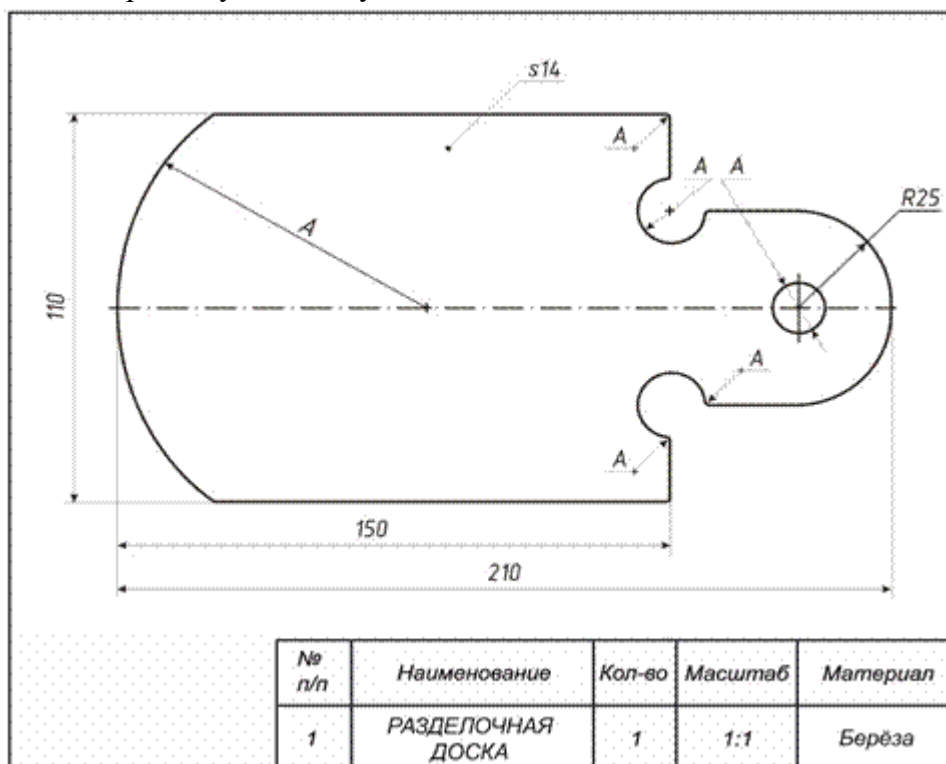 s14
A
A A
R25
A
110
A
A
150
210
№ п/п Наименование Кол-во Масштаб Материал
1 РАЗДЕЛОЧНАЯ ДОСКА 1 1:1 Берёза